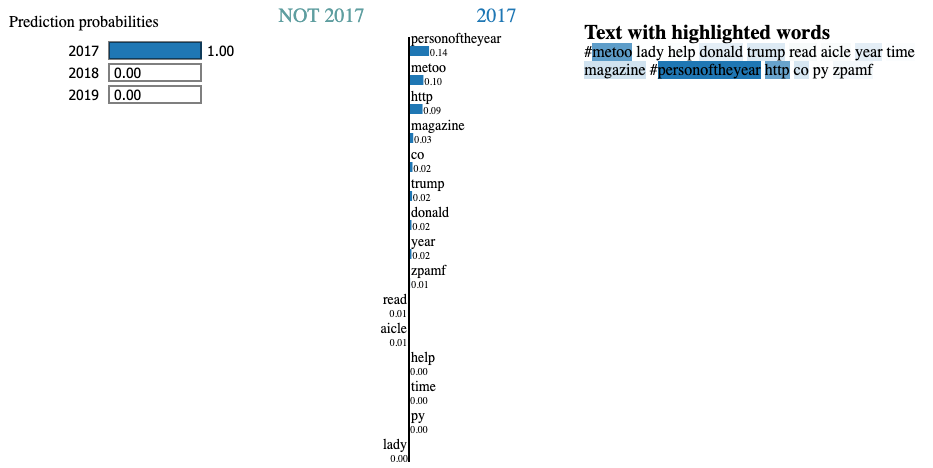 Prediction probabilities
2017 1.00
2018 0.00
2019 0.00
NOT 2017 2017
personoftheyear
0.14
metoo
0.10
http
0.09
magazine
0.03
co
0.02
trump
0.02
donald
0.02
year
0.02
zpamf
0.01
read
0.01
aicle
0.01
help
0.00
time
0.00
py
0.00
lady
0.00
Text with highlighted words
#metoo lady help donald trump read aicle year time
magazine #personoftheyear http co py zpamf